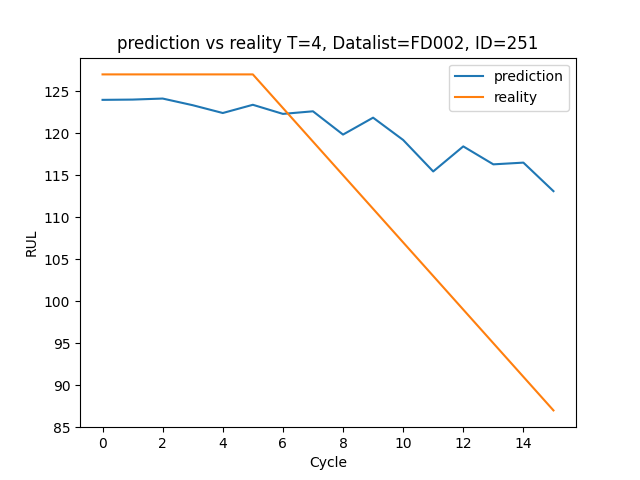 prediction vs reality T=4, Datalist=FD002, ID=251
prediction
reality
125
120
115
110
105
100
95
90
85
RUL
0 2 4 6 8 10 12 14
Cycle